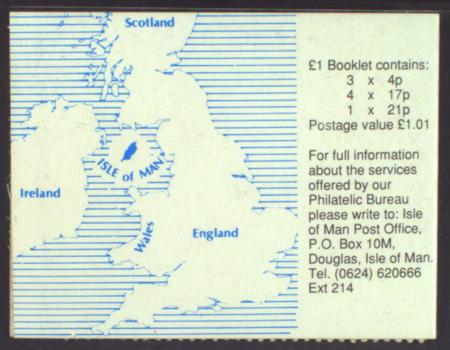 Scotland
ISLE of MAN
Ireland
Wales
England
£1 Booklet contains:
3 x 4p
4 x 17p
1 x 21p
Postage value £1.01
For full information
about the services
offered by our
Philatelic Bureau
please write to: Isle
of Man Post Office,
P.O. Box 10M,
Douglas, Isle of Man.
Tel. (0624) 620666
Ext 214